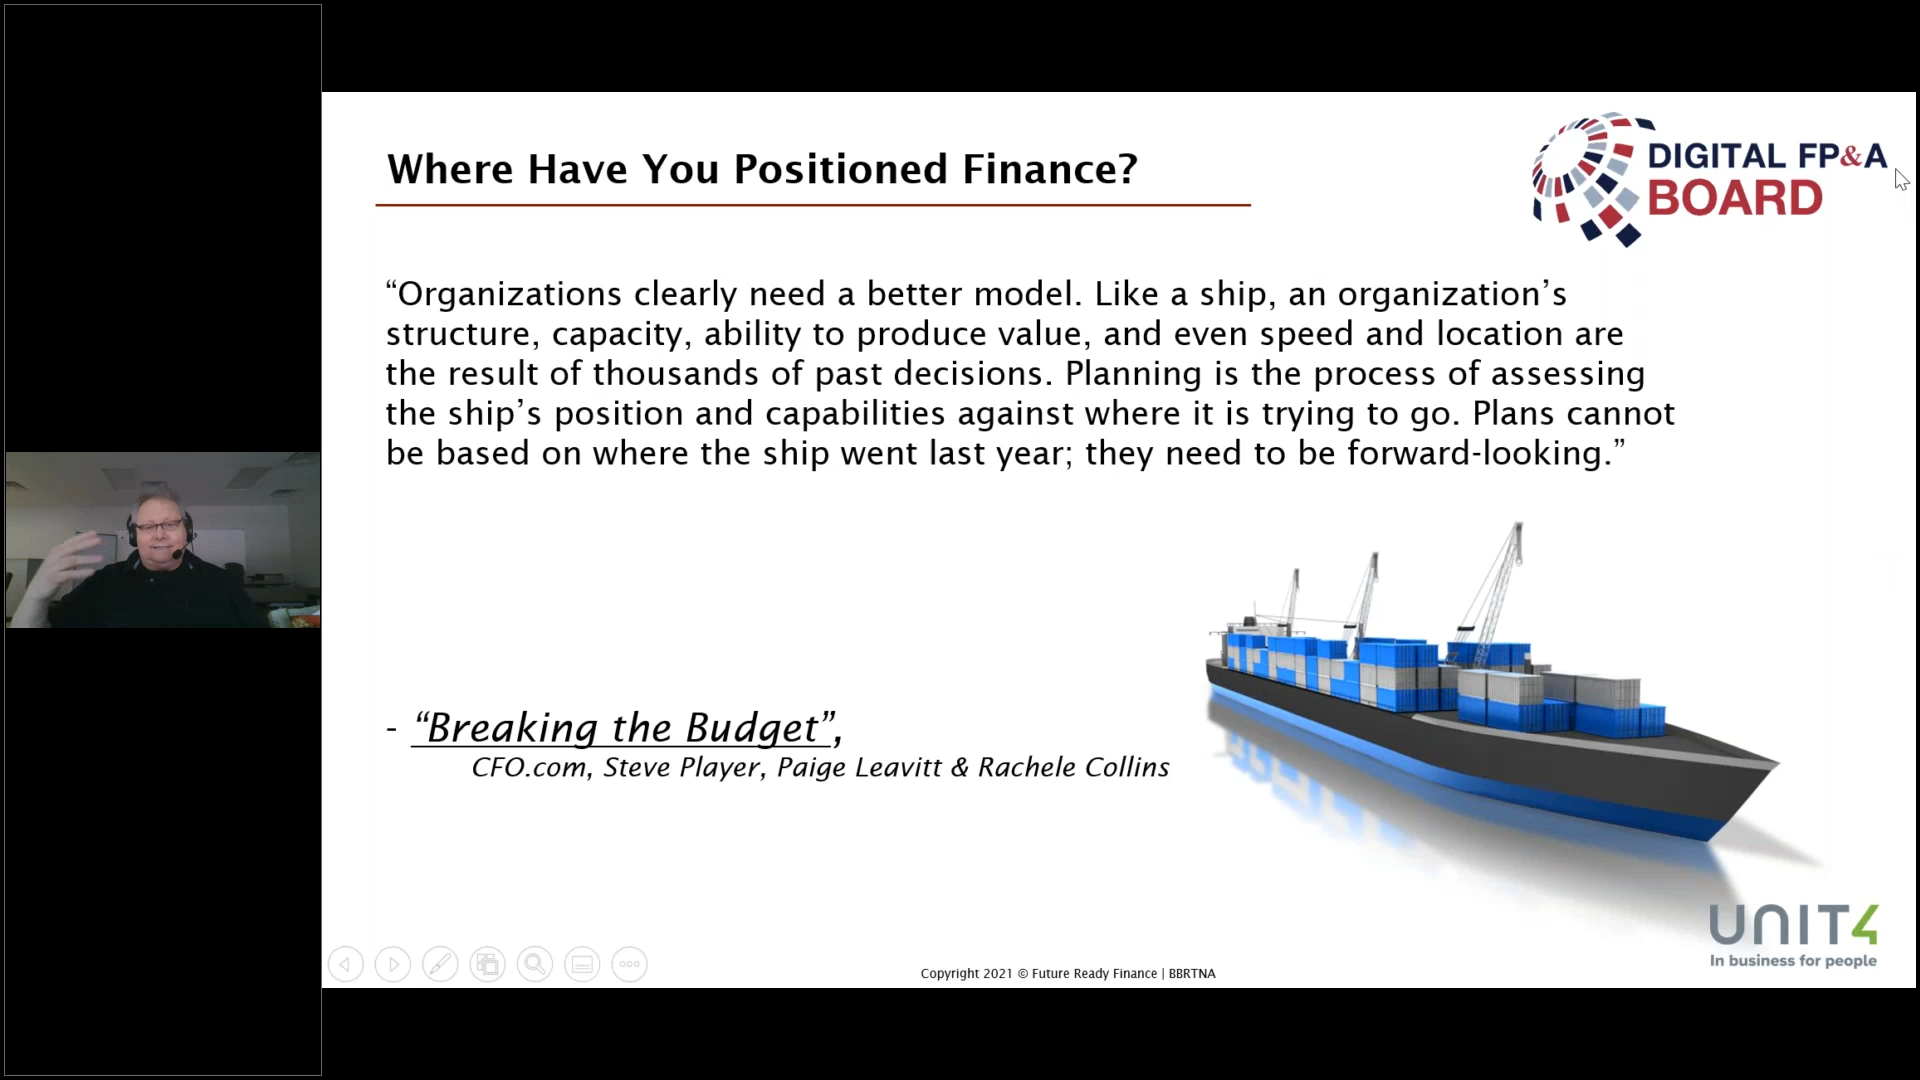 Where Have You Positioned Finance?
DIGITAL FP&A
BOARD
“Organizations clearly need a better model. Like a ship, an organization’s
structure, capacity, ability to produce value, and even speed and location are
the result of thousands of past decisions. Planning is the process of assessing
the ship’s position and capabilities against where it is trying to go. Plans cannot
be based on where the ship went last year; they need to be forward-looking.”
- “Breaking the Budget”,
CFO.com, Steve Player, Paige Leavitt & Rachele Collins
UNIT4
In business for people
Copyright 2021 © Future Ready Finance | BBRTNA